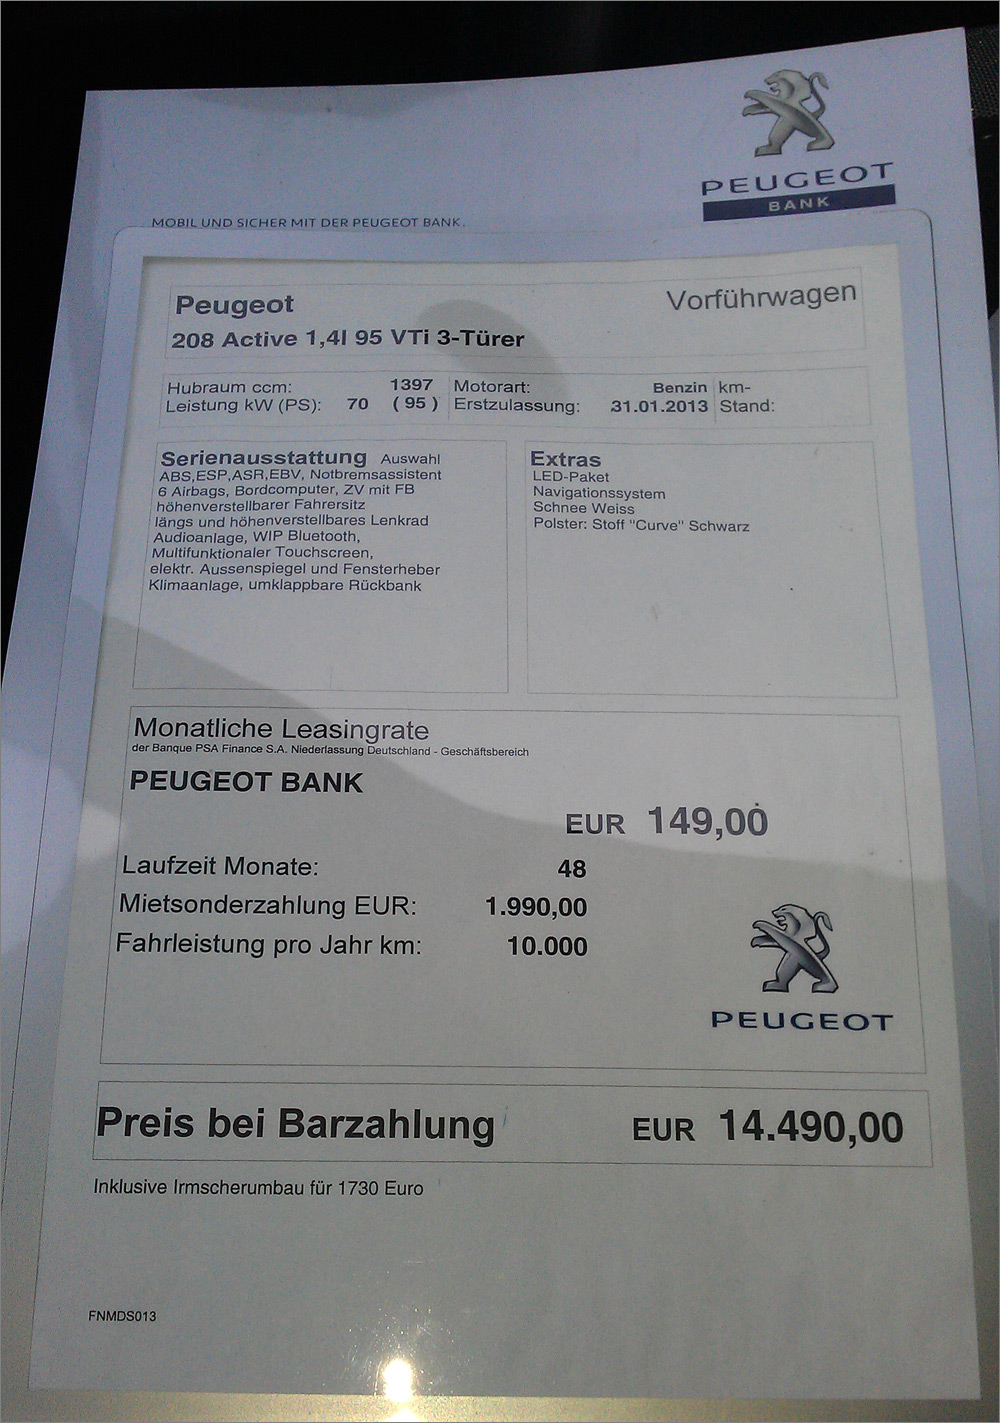 PEUGEOT
BANK
MOBIL UND SICHER MIT DER PEUGEOT BANK.
Peugeot Vorführwagen
208 Active 1,4l 95 VTi 3-Türer
Hubraum ccm: 1397 Motorart: Benzin km-
Leistung kW (PS): 70 ( 95 ) Erstzulassung: 31.01.2013 Stand:
Serienausstattung Auswahl
ABS,ESP,ASR,EBV, Notbremsassistent
6 Airbags, Bordcomputer, ZV mit FB
höhenverstellbarer Fahrersitz
längs und höhenverstellbares Lenkrad
Audioanlage, WIP Bluetooth,
Multifunktionaler Touchscreen,
elektr. Aussenspiegel und Fensterheber
Klimaanlage, umklappbare Rückbank
Extras
LED-Paket
Navigationssystem
Schnee Weiss
Polster: Stoff "Curve" Schwarz
Monatliche Leasingrate
der Banque PSA Finance S.A. Niederlassung Deutschland - Geschäftsbereich
PEUGEOT BANK
EUR 149,00
Laufzeit Monate: 48
Mietsonderzahlung EUR: 1.990,00
Fahrleistung pro Jahr km: 10.000
PEUGEOT
Preis bei Barzahlung EUR 14.490,00
Inklusive Irmscherumbau für 1730 Euro
FNMDS013